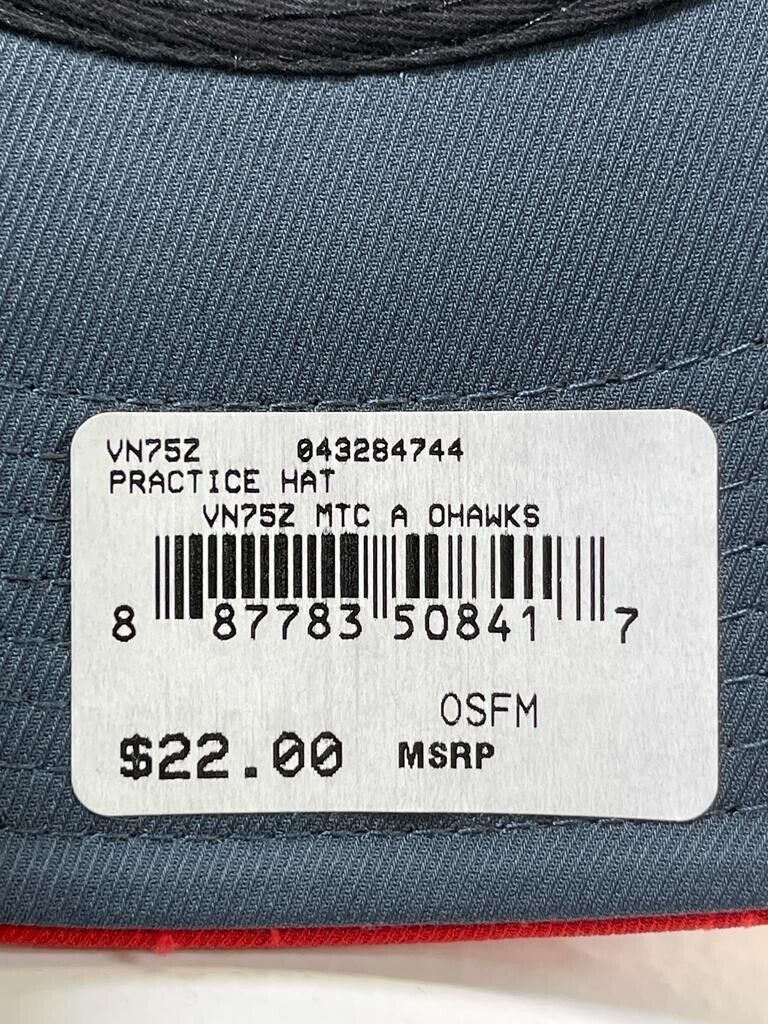 VN75Z 043284744
PRACTICE HAT
VN75Z MTC A OHAWKS
8 87783 50841 7
OSFM
$22.00 MSRP